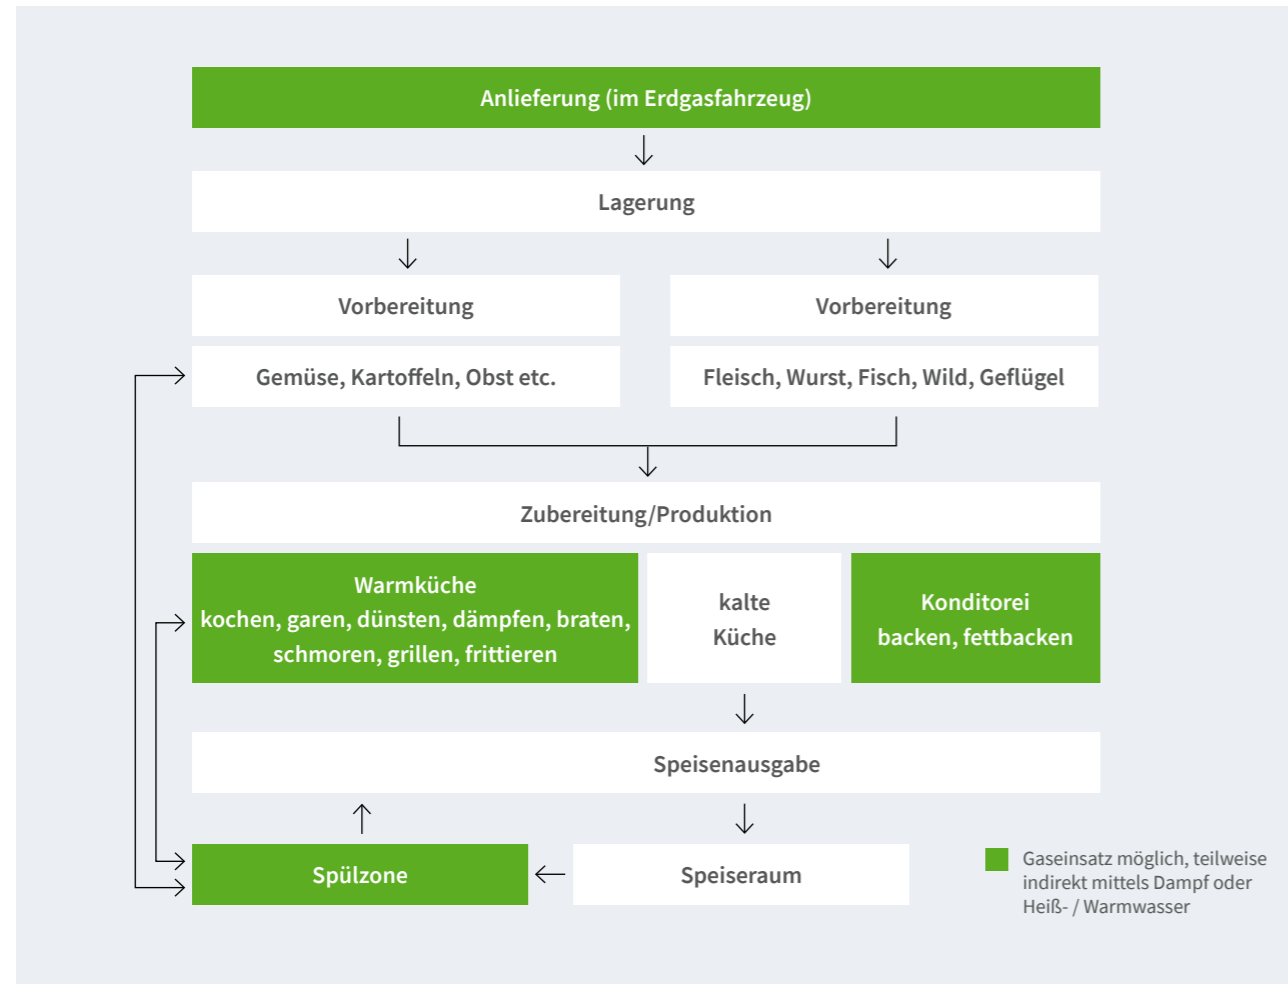 Anlieferung (im Erdgasfahrzeug)
Lagerung
Vorbereitung
Vorbereitung
Gemüse, Kartoffeln, Obst etc.
Fleisch, Wurst, Fisch, Wild, Geflügel
Zubereitung/Produktion
Warmküche
kochen, garen, dünsten, dämpfen, braten,
schmoren, grillen, frittieren
kalte
Küche
Konditorei
backen, fettbacken
Speisenausgabe
Spülzone
Speiseraum
Gaseinsatz möglich, teilweise
indirekt mittels Dampf oder
Heiß- / Warmwasser